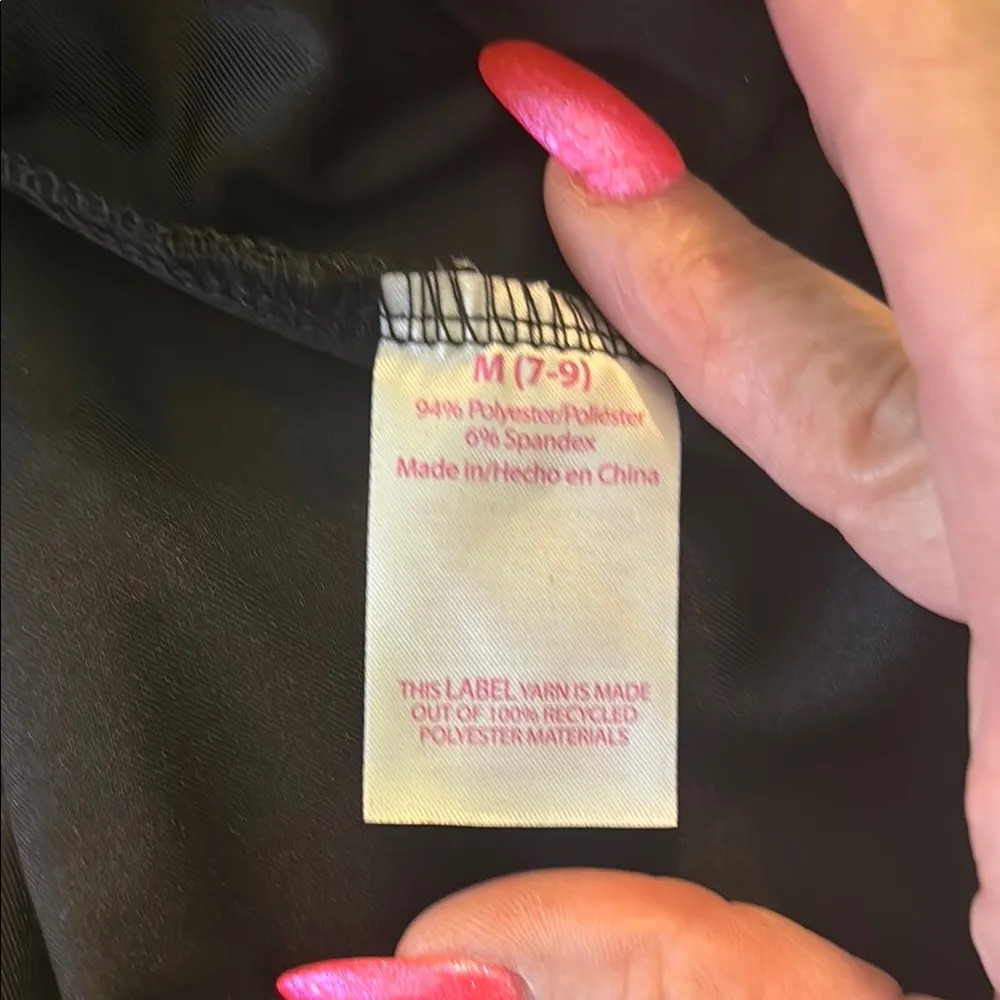 M (7-9)
94% Polyester/Poliéster
6% Spandex
Made in/Hecho en China
THIS LABEL YARN IS MADE
OUT OF 100% RECYCLED
POLYESTER MATERIALS